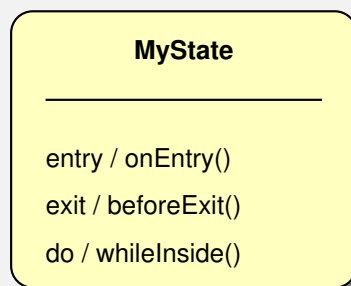 MyState
entry / onEntry()
exit / beforeExit()
do / whileInside()